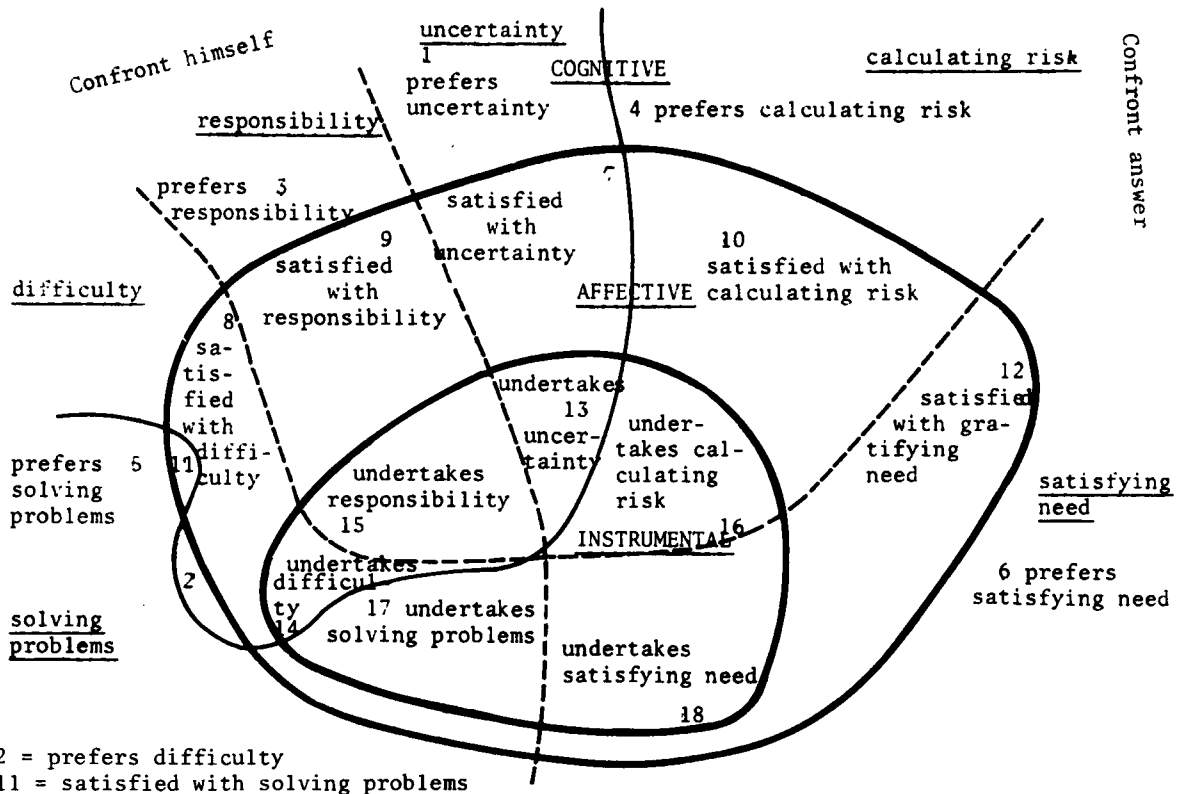 Confront himself
uncertainty
1
prefers
uncertainty
COGNITIVE
calculating risk
Confront answer
responsibility
4 prefers calculating risk
prefers 3
responsibility
satisfied
with
uncertainty
9
satisfied
with
responsibility
10
satisfied with
calculating risk
AFFECTIVE
difficulty
8
sa-
tis-
fied
with
diffi-
culty
12
satisfied
with gra-
tifying
need
undertakes
13
uncer-
tainty
under-
takes cal-
culating
risk
16
prefers 5
solving
problems
11
undertakes
responsibility
15
INSTRUMENTAL
satisfying
need
undertakes
difficul-
ty
14
2
17 undertakes
solving problems
6 prefers
satisfying need
solving
problems
undertakes
satisfying need
18
2 = prefers difficulty
11 = satisfied with solving problems